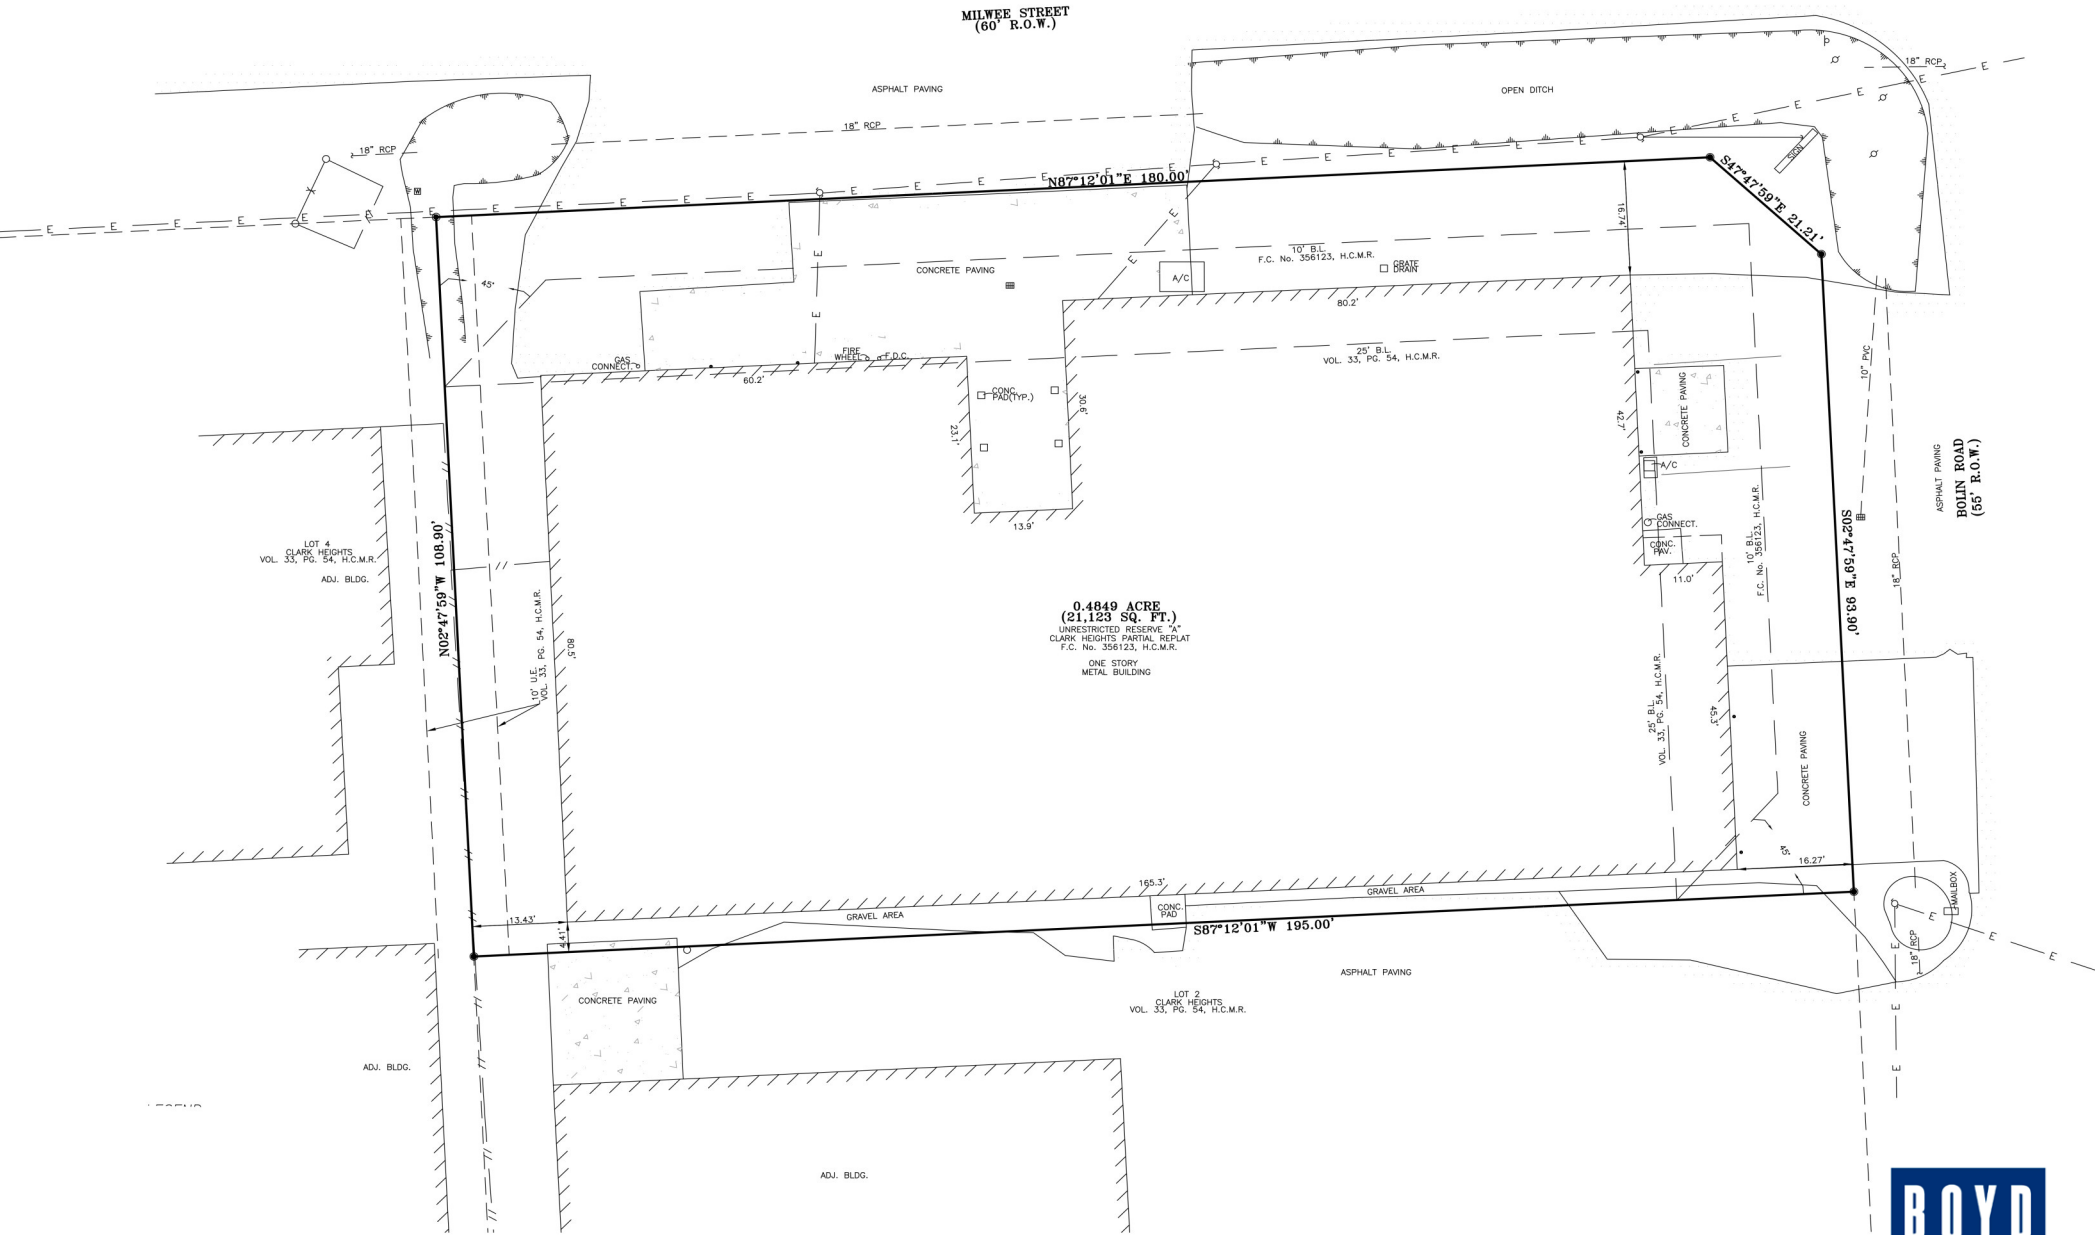 MILWEE STREET
(60' R.O.W.)
ASPHALT PAVING
OPEN DITCH
18" RCP
18" RCP
18" RCP
SIGN
N87°12'01"E 180.00'
S47°47'59"E 21.21'
16.74'
10' B.L.
F.C. No. 356123, H.C.M.R.
GRATE
DRAIN
CONCRETE PAVING
A/C
45'
80.2'
25' B.L.
VOL. 33, PG. 54, H.C.M.R.
GAS
CONNECT.
FIRE
WHEEL
F.D.C.
60.2'
CONC.
PAD(TYP.)
23.1'
30.6'
13.9'
42.7'
CONCRETE PAVING
A/C
GAS
CONNECT.
CONC.
PAV.
11.0'
10" PVC
ASPHALT PAVING
BOLIN ROAD
(55' R.O.W.)
18" RCP
S02°47'59"E 93.90'
10' B.L.
F.C. No. 356123, H.C.M.R.
LOT 4
CLARK HEIGHTS
VOL. 33, PG. 54, H.C.M.R.
ADJ. BLDG.
N02°47'59"W 108.90'
10' U.E.
VOL. 33, PG. 54, H.C.M.R.
80.5'
0.4849 ACRE
(21,123 SQ. FT.)
UNRESTRICTED RESERVE "A"
CLARK HEIGHTS PARTIAL REPLAT
F.C. No. 356123, H.C.M.R.
ONE STORY
METAL BUILDING
25' B.L.
VOL. 33, PG. 54, H.C.M.R.
45.3'
CONCRETE PAVING
45'
16.27'
165.3'
GRAVEL AREA
GRAVEL AREA
CONC.
PAD
13.43'
4.41'
S87°12'01"W 195.00'
MAILBOX
18" RCP
CONCRETE PAVING
ASPHALT PAVING
LOT 2
CLARK HEIGHTS
VOL. 33, PG. 54, H.C.M.R.
ADJ. BLDG.
ADJ. BLDG.
BOYD